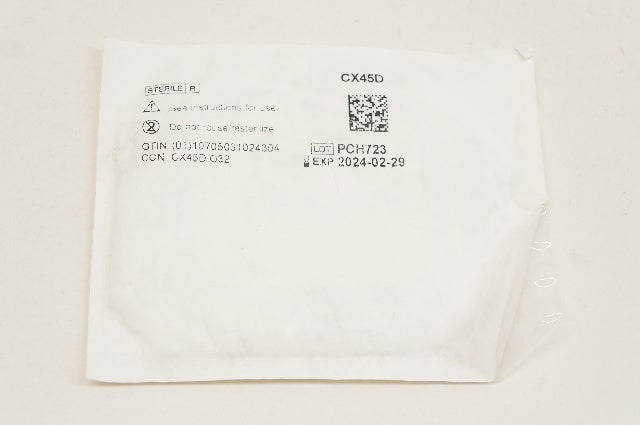 CX45D
STERILE R
See instructions for use
Do not reuse/resterilize
GTIN (01)10705031024304
CON. CX45D.032
LOT PCH723
EXP 2024-02-29